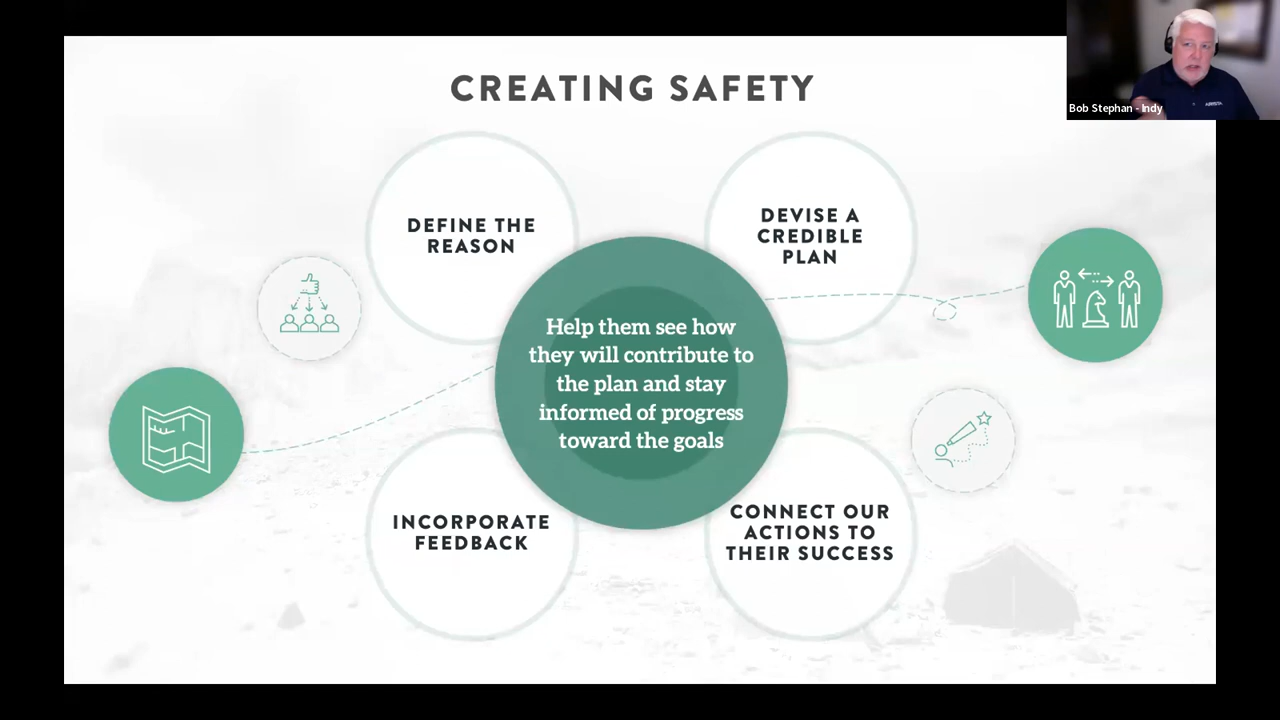 CREATING SAFETY
Bob Stephan - Indy
DEFINE THE
REASON
DEVISE A
CREDIBLE
PLAN
Help them see how
they will contribute to
the plan and stay
informed of progress
toward the goals
INCORPORATE
FEEDBACK
CONNECT OUR
ACTIONS TO
THEIR SUCCESS